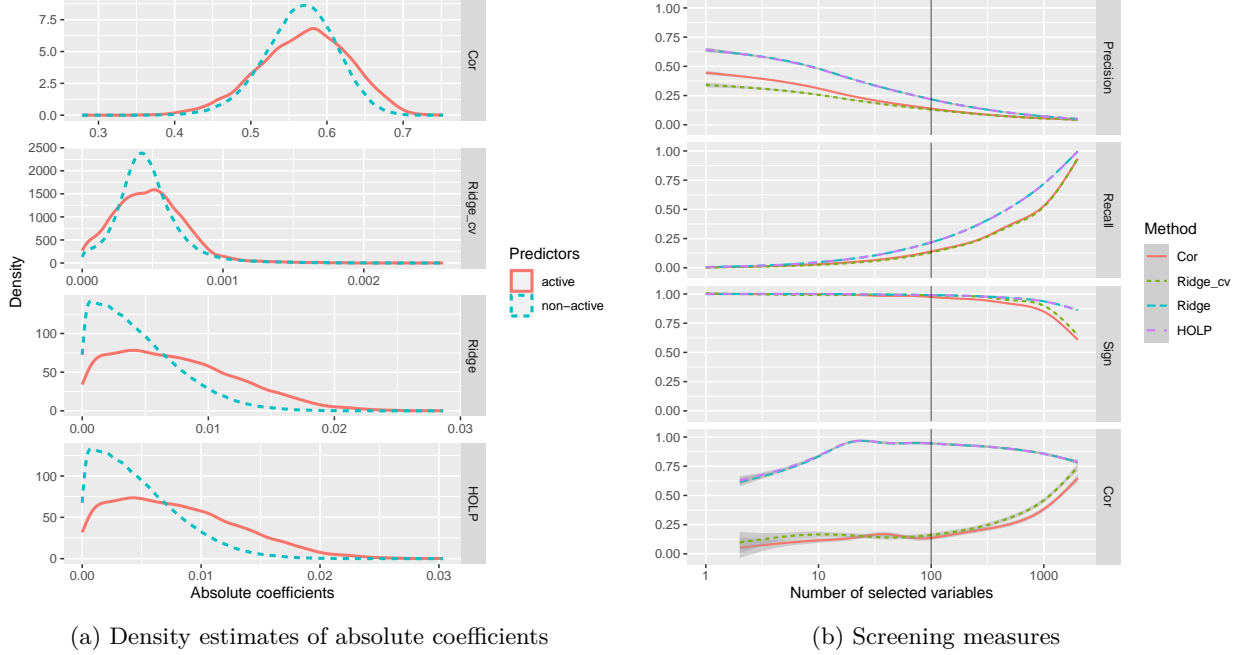 7.5
5.0
2.5
0.0
0.3 0.4 0.5 0.6 0.7
Cor
2500
2000
1500
1000
500
0
0.000 0.001 0.002
Ridge_cv
100
50
0
0.00 0.01 0.02 0.03
Ridge
100
50
0
0.00 0.01 0.02 0.03
HOLP
Density
Absolute coefficients
Predictors
active
non-active
(a) Density estimates of absolute coefficients
1.00
0.75
0.50
0.25
0.00
Precision
1.00
0.75
0.50
0.25
0.00
Recall
1.00
0.75
0.50
0.25
0.00
Sign
1.00
0.75
0.50
0.25
0.00
Cor
1 10 100 1000
Number of selected variables
Method
Cor
Ridge_cv
Ridge
HOLP
(b) Screening measures